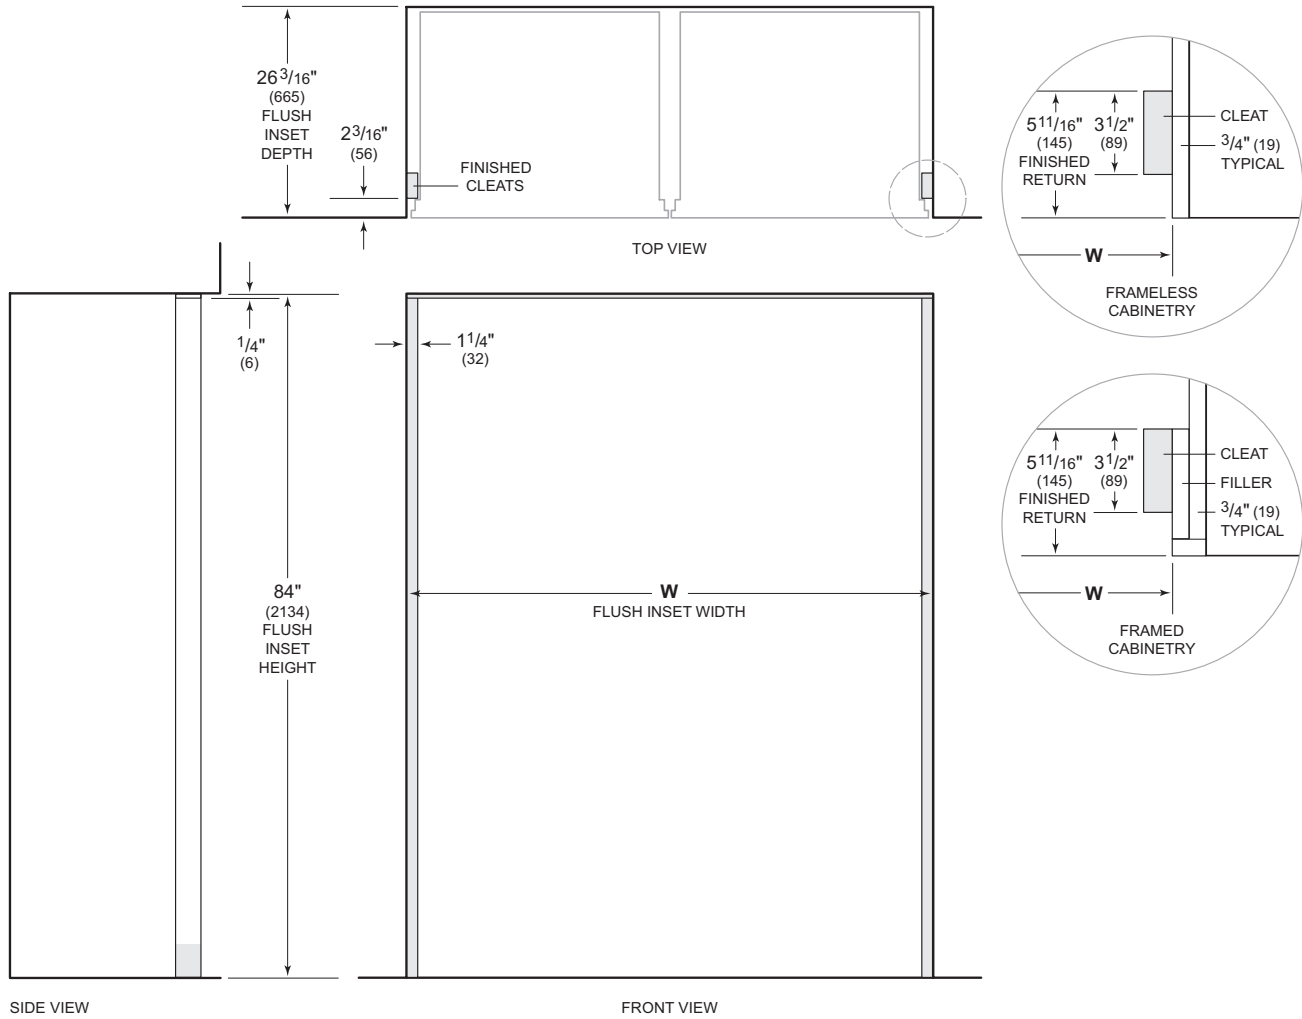 26 3/16"
(665)
FLUSH
INSET
DEPTH
2 3/16"
(56)
FINISHED
CLEATS
TOP VIEW
5 11/16"
(145)
FINISHED
RETURN
3 1/2"
(89)
CLEAT
3/4" (19)
TYPICAL
W
FRAMELESS
CABINETRY
1/4"
(6)
1 1/4"
(32)
5 11/16"
(145)
FINISHED
RETURN
3 1/2"
(89)
CLEAT
FILLER
3/4" (19)
TYPICAL
W
FRAMED
CABINETRY
84"
(2134)
FLUSH
INSET
HEIGHT
W
FLUSH INSET WIDTH
SIDE VIEW
FRONT VIEW